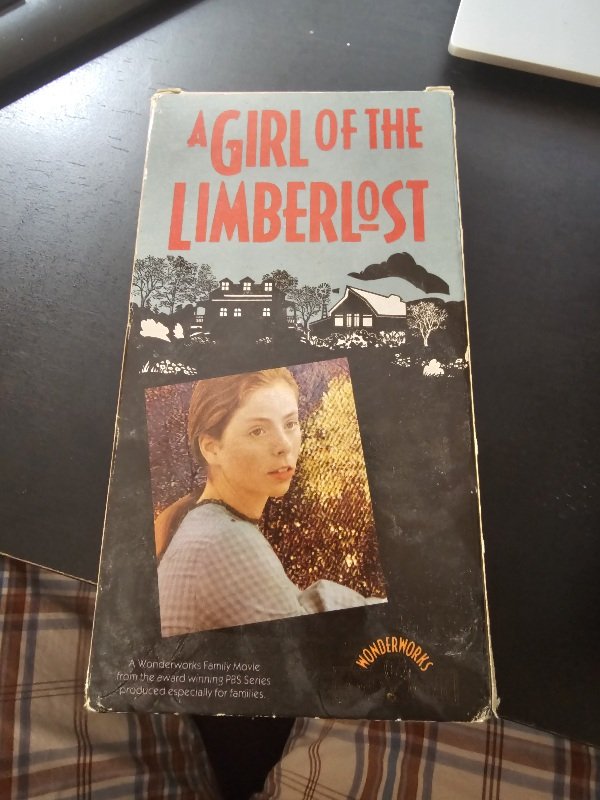 A GIRL OF THE
LIMBERLOST
A Wonderworks Family Movie
from the award winning PBS Series
produced especially for families.
WONDERWORKS